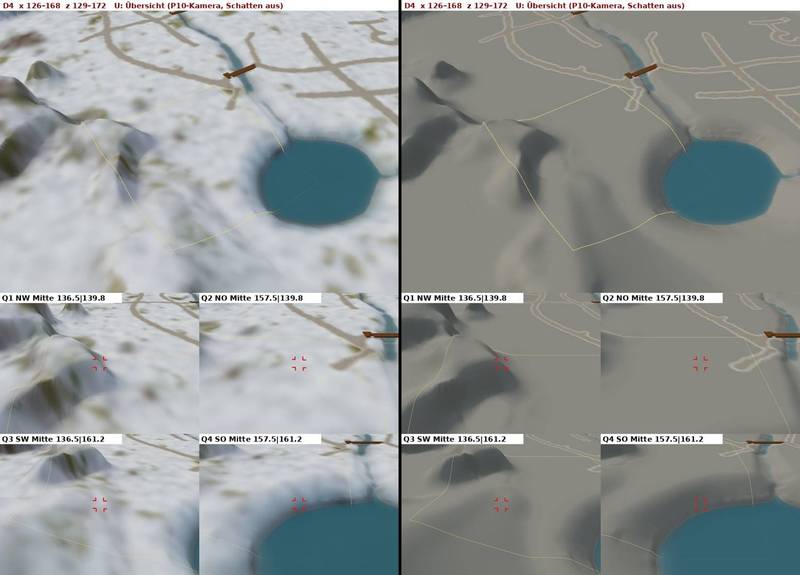 D4 x 126–168 z 129–172 U: Übersicht (P10-Kamera, Schatten aus)
D4 x 126–168 z 129–172 U: Übersicht (P10-Kamera, Schatten aus)
Q1 NW Mitte 136.5|139.8
Q2 NO Mitte 157.5|139.8
Q1 NW Mitte 136.5|139.8
Q2 NO Mitte 157.5|139.8
Q3 SW Mitte 136.5|161.2
Q4 SO Mitte 157.5|161.2
Q3 SW Mitte 136.5|161.2
Q4 SO Mitte 157.5|161.2